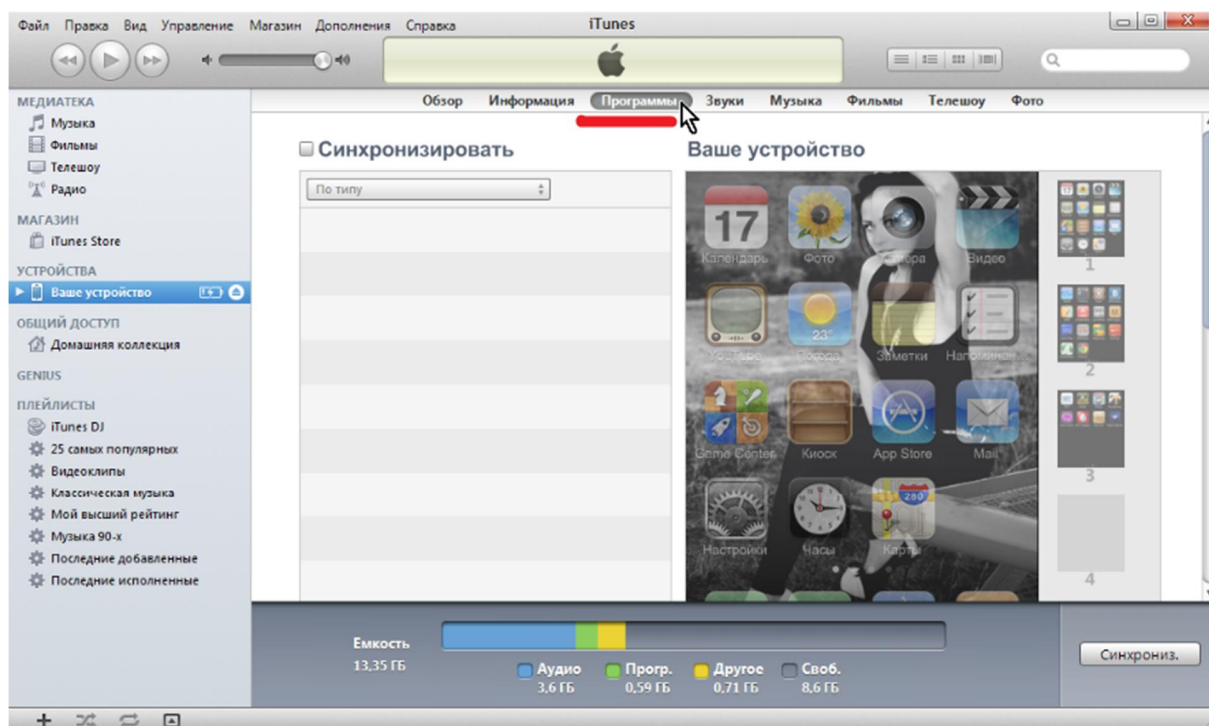 Файл Правка Вид Управление Магазин Дополнения Справка iTunes
МЕДИАТЕКА
Музыка
Фильмы
Телешоу
Радио
МАГАЗИН
iTunes Store
УСТРОЙСТВА
Ваше устройство
ОБЩИЙ ДОСТУП
Домашняя коллекция
GENIUS
ПЛЕЙЛИСТЫ
iTunes DJ
25 самых популярных
Видеоклипы
Классическая музыка
Мой высший рейтинг
Музыка 90-х
Последние добавленные
Последние исполненные
Обзор Информация Программы Звуки Музыка Фильмы Телешоу Фото
Синхронизировать
По типу
Ваше устройство
17
Календарь Фото Камера Видео
23°
YouTube Погода Заметки Напоминан...
Game Center Киоск App Store Mail
280
Настройки Часы Карты
1
2
3
4
Емкость
13,35 ГБ
Аудио Прогр. Другое Своб.
3,6 ГБ 0,59 ГБ 0,71 ГБ 8,6 ГБ
Синхрониз.